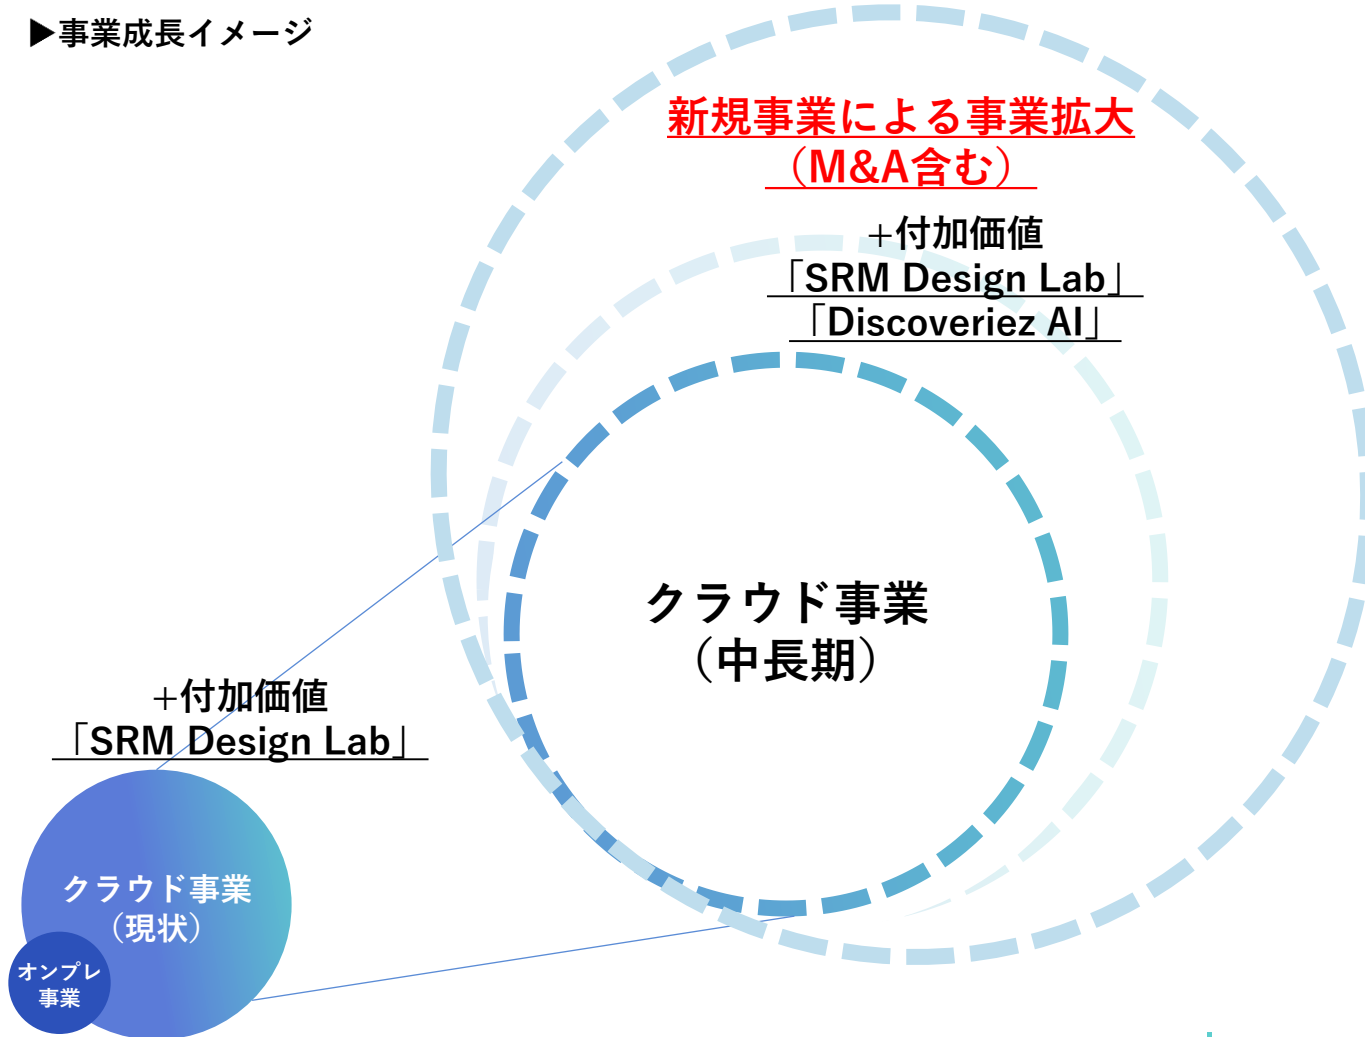 ▶事業成長イメージ
新規事業による事業拡大
（M&A含む）
+付加価値
「SRM Design Lab」
「Discoveriez AI」
クラウド事業
（中長期）
+付加価値
「SRM Design Lab」
クラウド事業
（現状）
オンプレ
事業